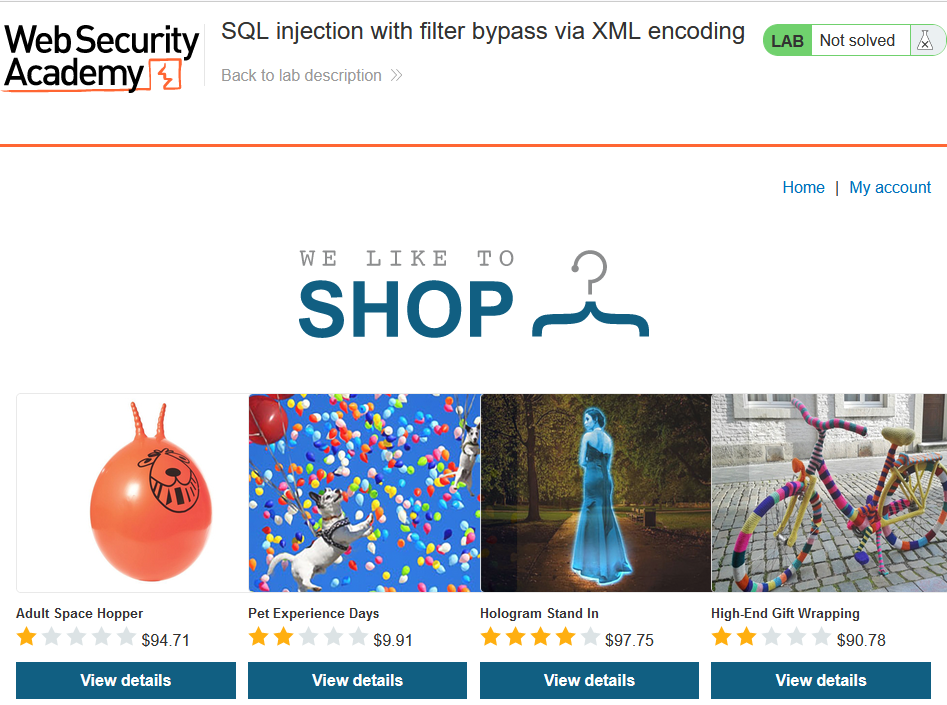 Web Security
Academy
SQL injection with filter bypass via XML encoding
Back to lab description
LAB Not solved
Home | My account
WE LIKE TO
SHOP
Adult Space Hopper
$94.71
View details
Pet Experience Days
$9.91
View details
Hologram Stand In
$97.75
View details
High-End Gift Wrapping
$90.78
View details